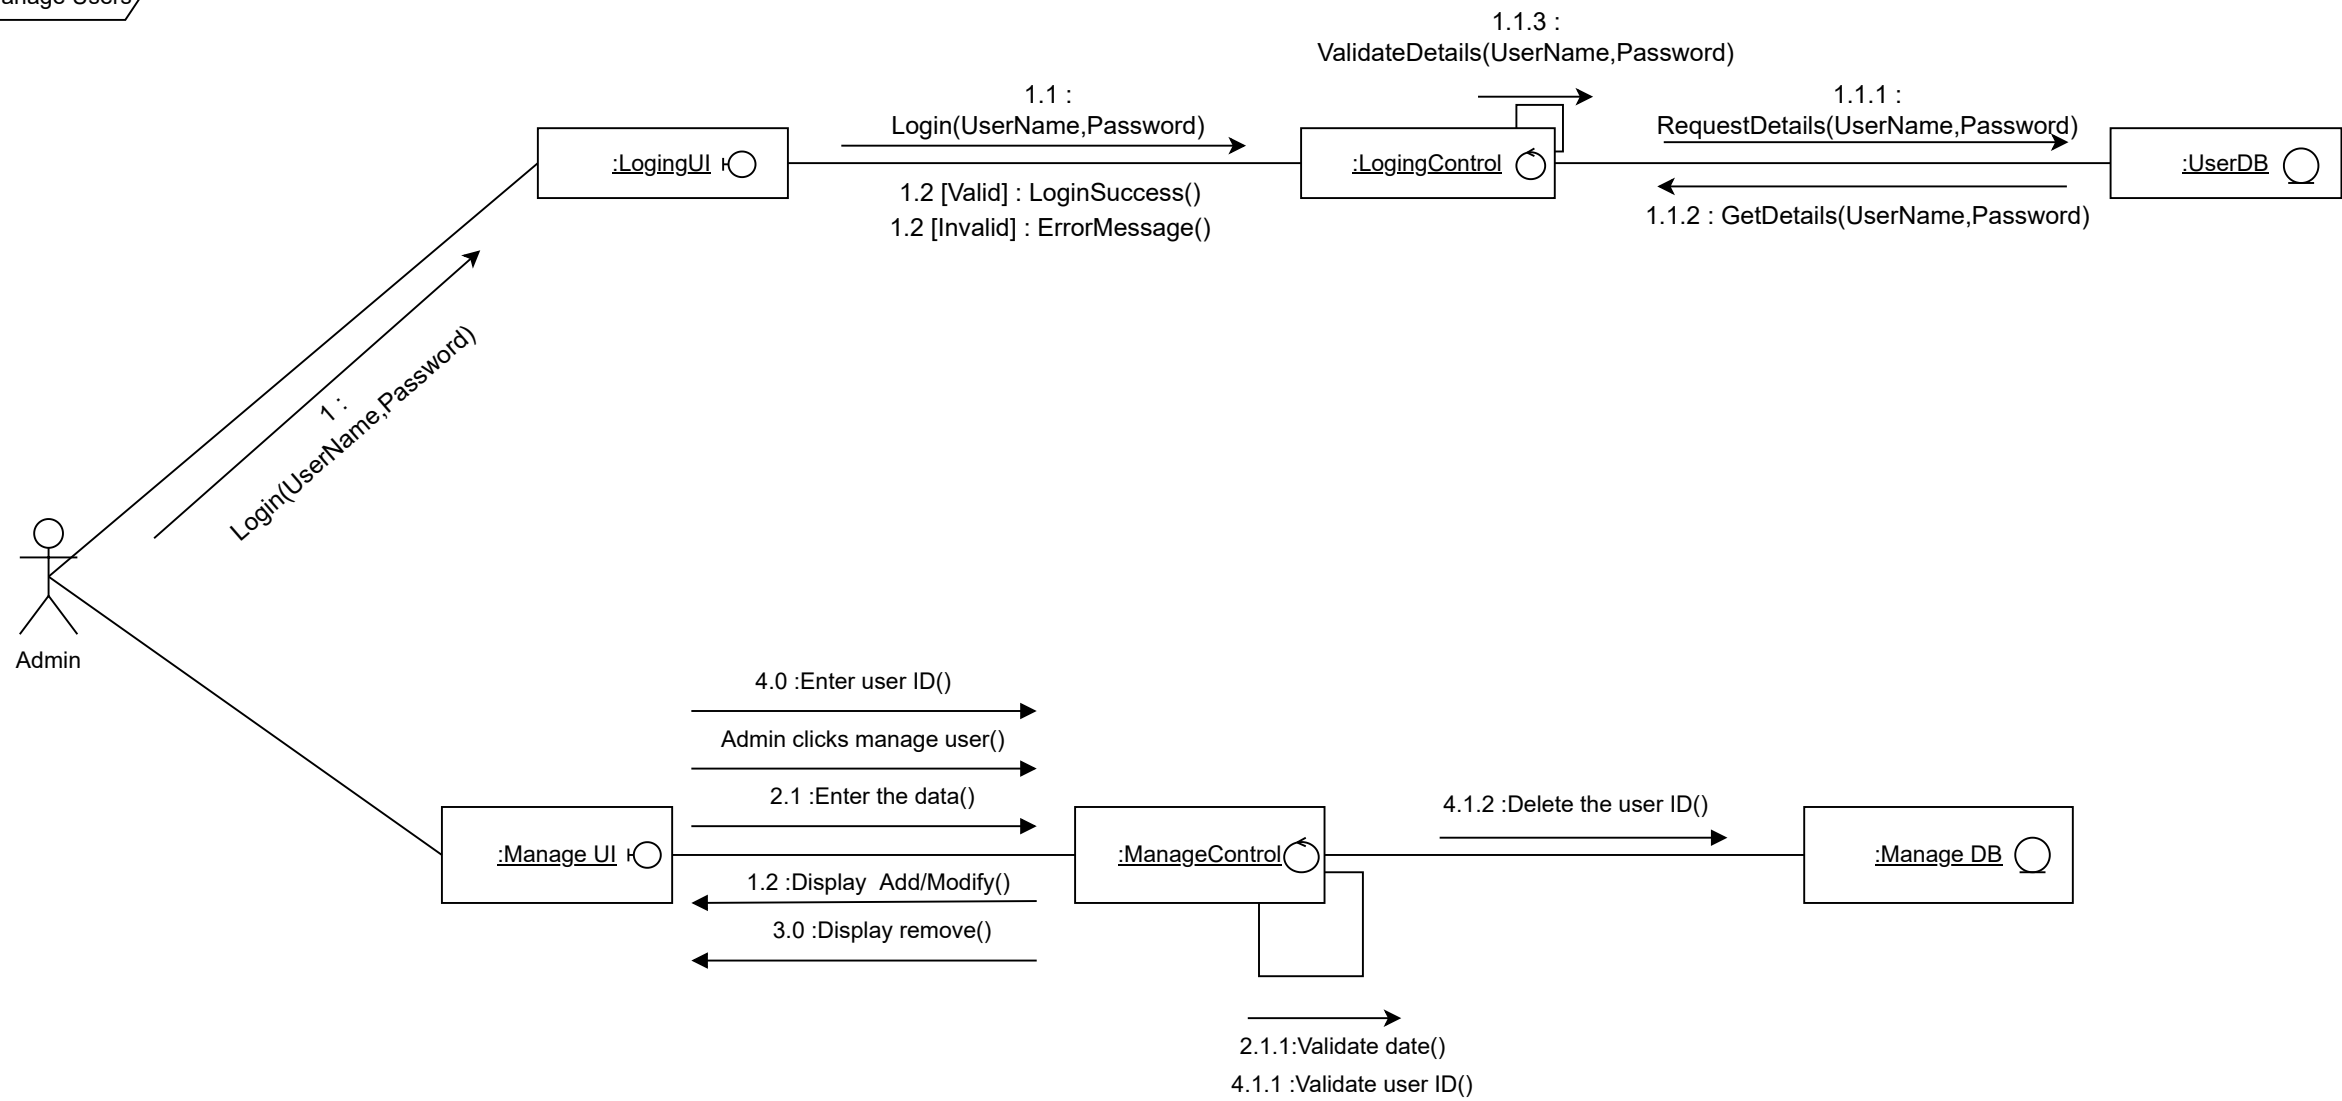 anage Users
1.1.3 :
ValidateDetails(UserName,Password)
1.1 :
Login(UserName,Password)
1.1.1 :
RequestDetails(UserName,Password)
:LogingUI
:LogingControl
:UserDB
1.2 [Valid] : LoginSuccess()
1.2 [Invalid] : ErrorMessage()
1.1.2 : GetDetails(UserName,Password)
1 :
Login(UserName,Password)
Admin
4.0 :Enter user ID()
Admin clicks manage user()
2.1 :Enter the data()
4.1.2 :Delete the user ID()
:Manage UI
:ManageControl
:Manage DB
1.2 :Display  Add/Modify()
3.0 :Display remove()
2.1.1:Validate date()
4.1.1 :Validate user ID()